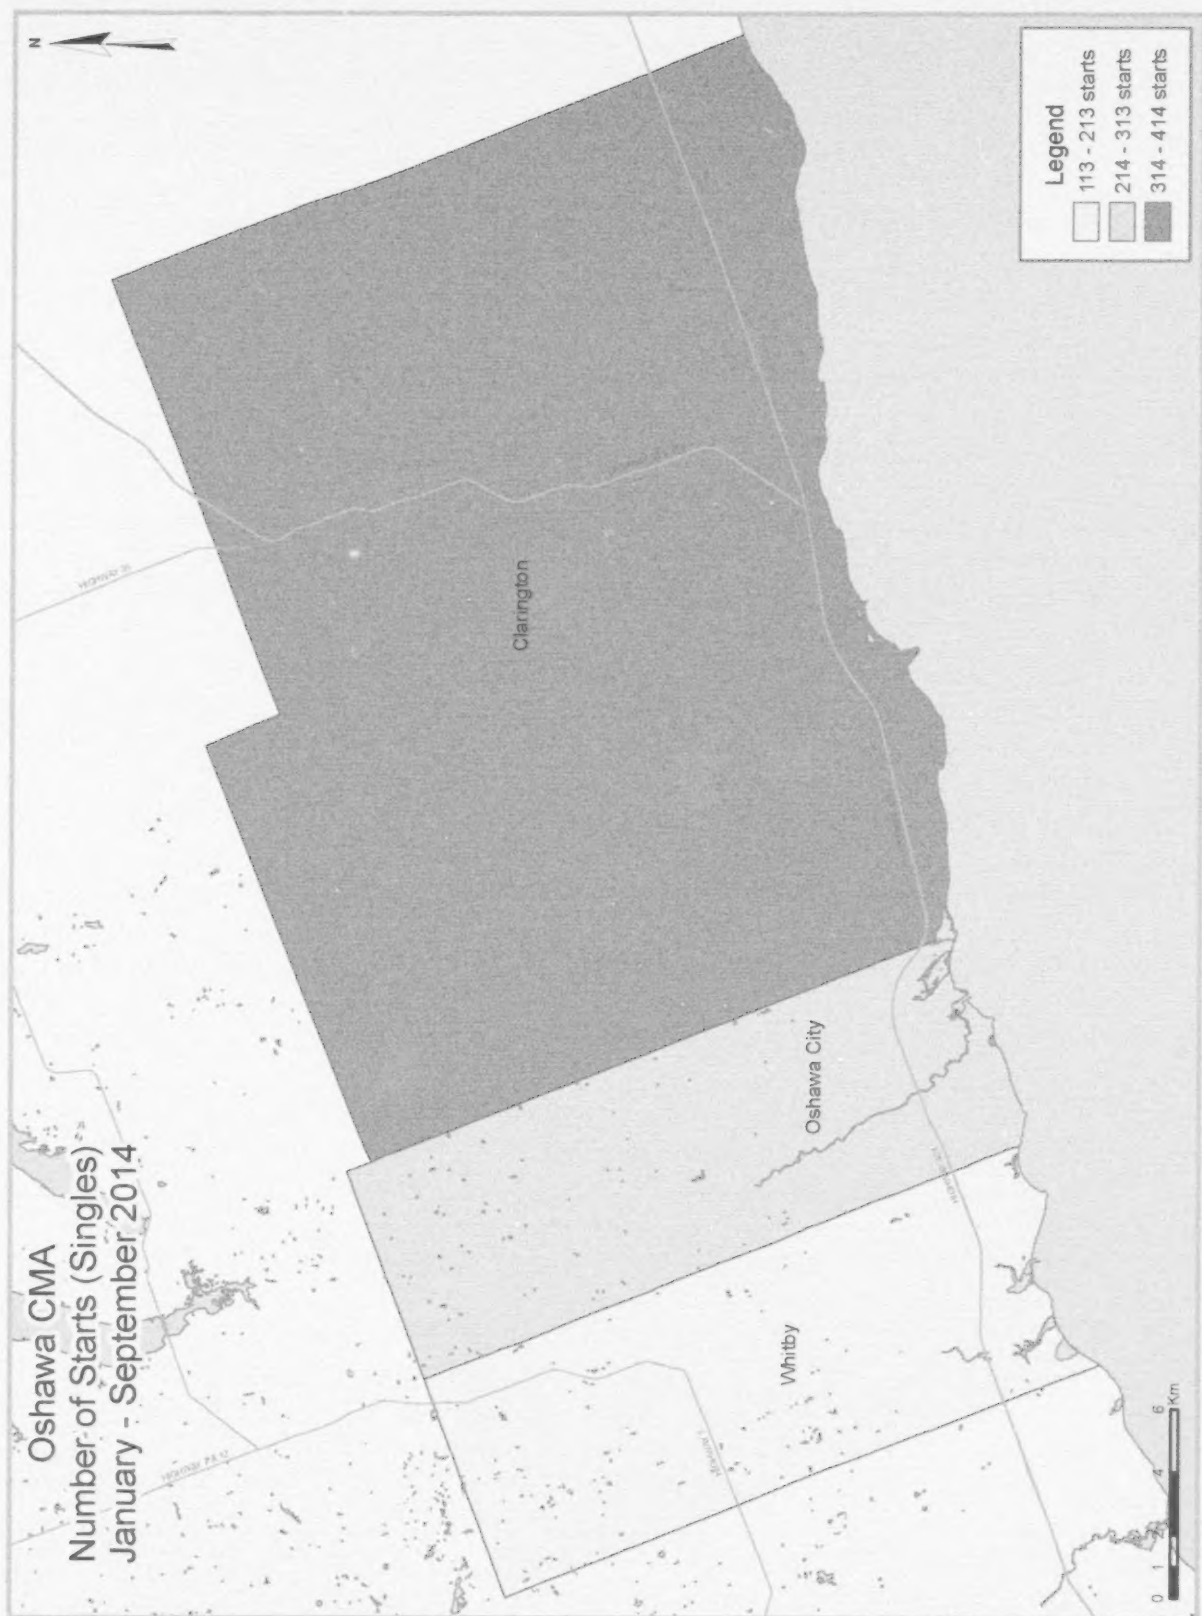 Oshawa CMA
Number of Starts (Singles)
January - September 2014
N
Clarington
Oshawa City
Whitby
Legend
113 - 213 starts
214 - 313 starts
314 - 414 starts
0 1 2 4 6
Km